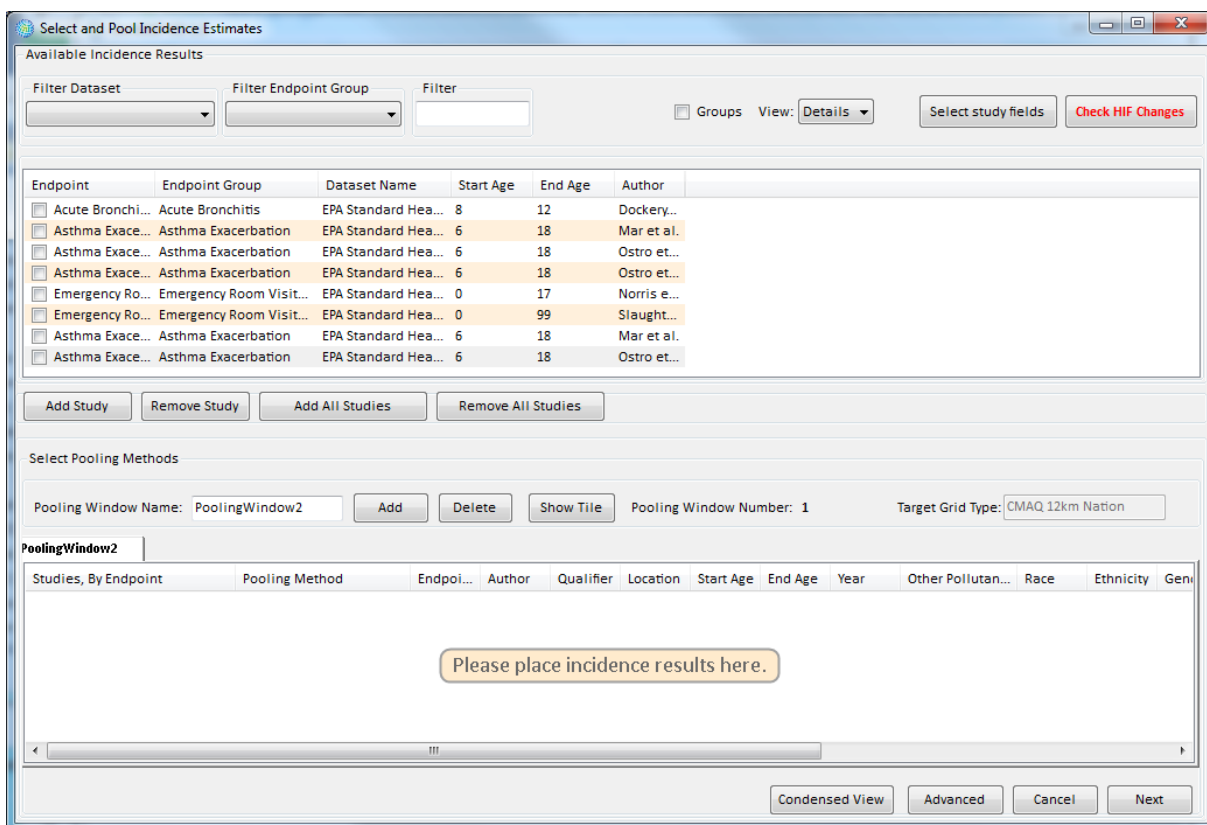 Select and Pool Incidence Estimates
Available Incidence Results
Filter Dataset Filter Endpoint Group Filter
Groups View: Details Select study fields Check HIF Changes
Endpoint Endpoint Group Dataset Name Start Age End Age Author
Acute Bronchi... Acute Bronchitis EPA Standard Hea... 8 12 Dockery...
Asthma Exace... Asthma Exacerbation EPA Standard Hea... 6 18 Mar et al.
Asthma Exace... Asthma Exacerbation EPA Standard Hea... 6 18 Ostro et...
Asthma Exace... Asthma Exacerbation EPA Standard Hea... 6 18 Ostro et...
Emergency Ro... Emergency Room Visit... EPA Standard Hea... 0 17 Norris e...
Emergency Ro... Emergency Room Visit... EPA Standard Hea... 0 99 Slaught...
Asthma Exace... Asthma Exacerbation EPA Standard Hea... 6 18 Mar et al.
Asthma Exace... Asthma Exacerbation EPA Standard Hea... 6 18 Ostro et...
Add Study Remove Study Add All Studies Remove All Studies
Select Pooling Methods
Pooling Window Name: PoolingWindow2 Add Delete Show Tile Pooling Window Number: 1 Target Grid Type: CMAQ 12km Nation
PoolingWindow2
Studies, By Endpoint Pooling Method Endpoi... Author Qualifier Location Start Age End Age Year Other Pollutan... Race Ethnicity Gen
Please place incidence results here.
Condensed View Advanced Cancel Next